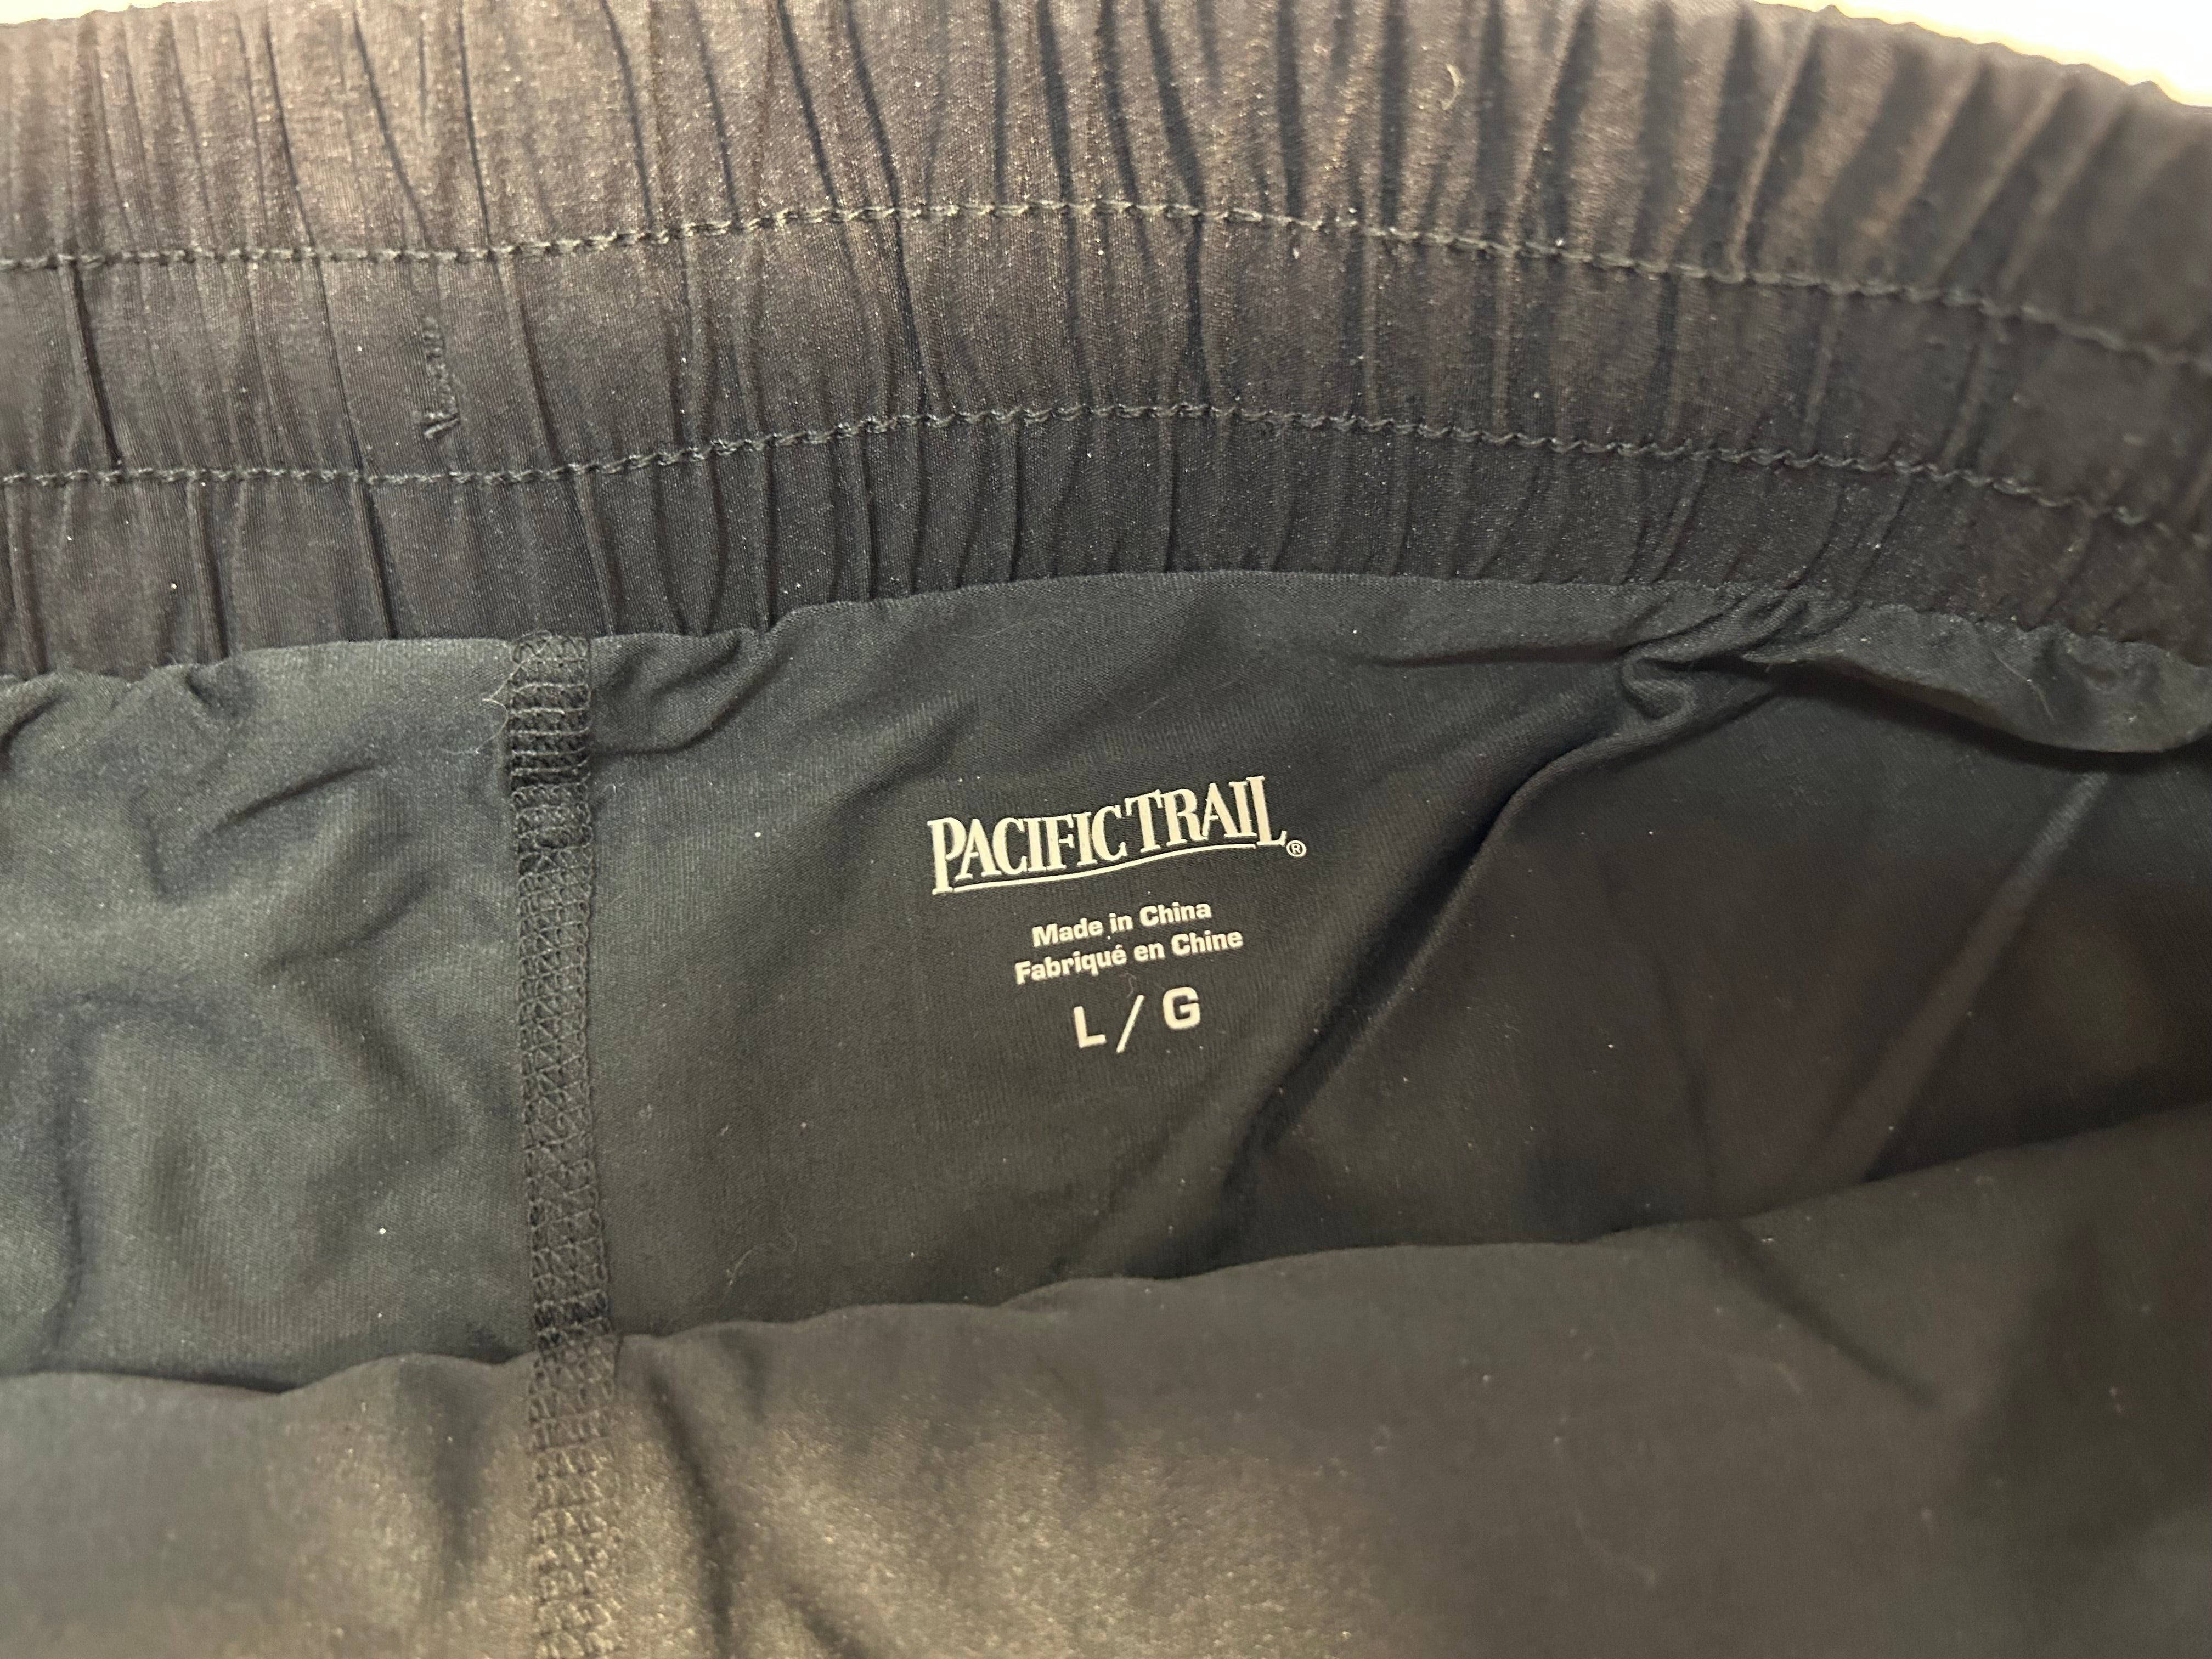 PACIFIC TRAIL®
Made in China
Fabriqué en Chine
L / G